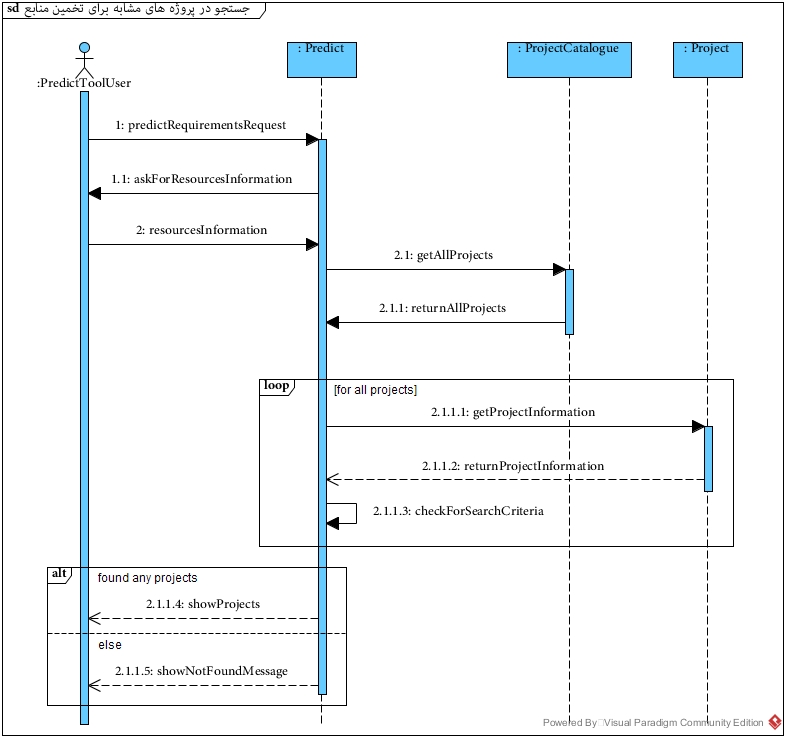 sd جستجو در پروژه های مشابه برای تخمین منابع
: Predict
: ProjectCatalogue
: Project
:PredictToolUser
1: predictRequirementsRequest
1.1: askForResourcesInformation
2: resourcesInformation
2.1: getAllProjects
2.1.1: returnAllProjects
loop
[for all projects]
2.1.1.1: getProjectInformation
2.1.1.2: returnProjectInformation
2.1.1.3: checkForSearchCriteria
alt
found any projects
2.1.1.4: showProjects
else
2.1.1.5: showNotFoundMessage
Powered By Visual Paradigm Community Edition